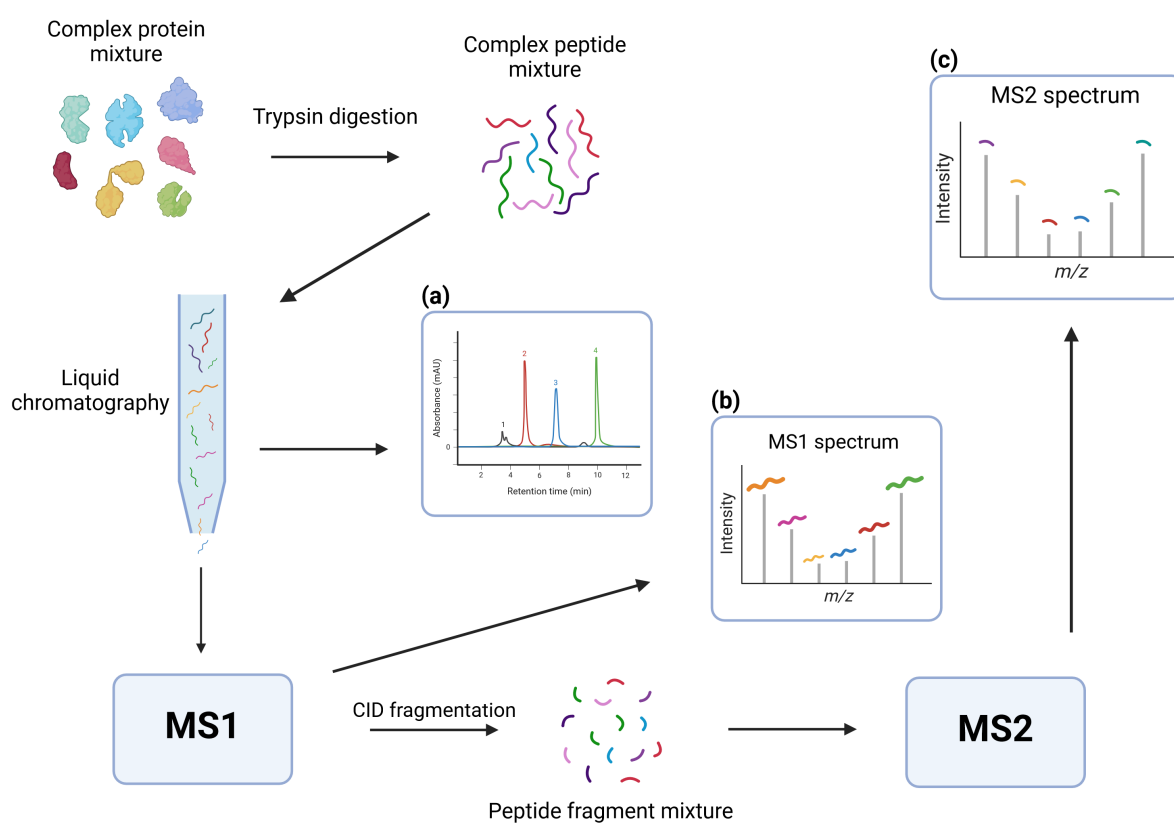 Complex protein
mixture
Trypsin digestion
Complex peptide
mixture
(c)
MS2 spectrum
Intensity
m/z
Liquid
chromatography
(a)
Absorbance (mAU)
0
1
2
3
4
2 4 6 8 10 12
Retention time (min)
(b)
MS1 spectrum
Intensity
m/z
MS1
CID fragmentation
Peptide fragment mixture
MS2